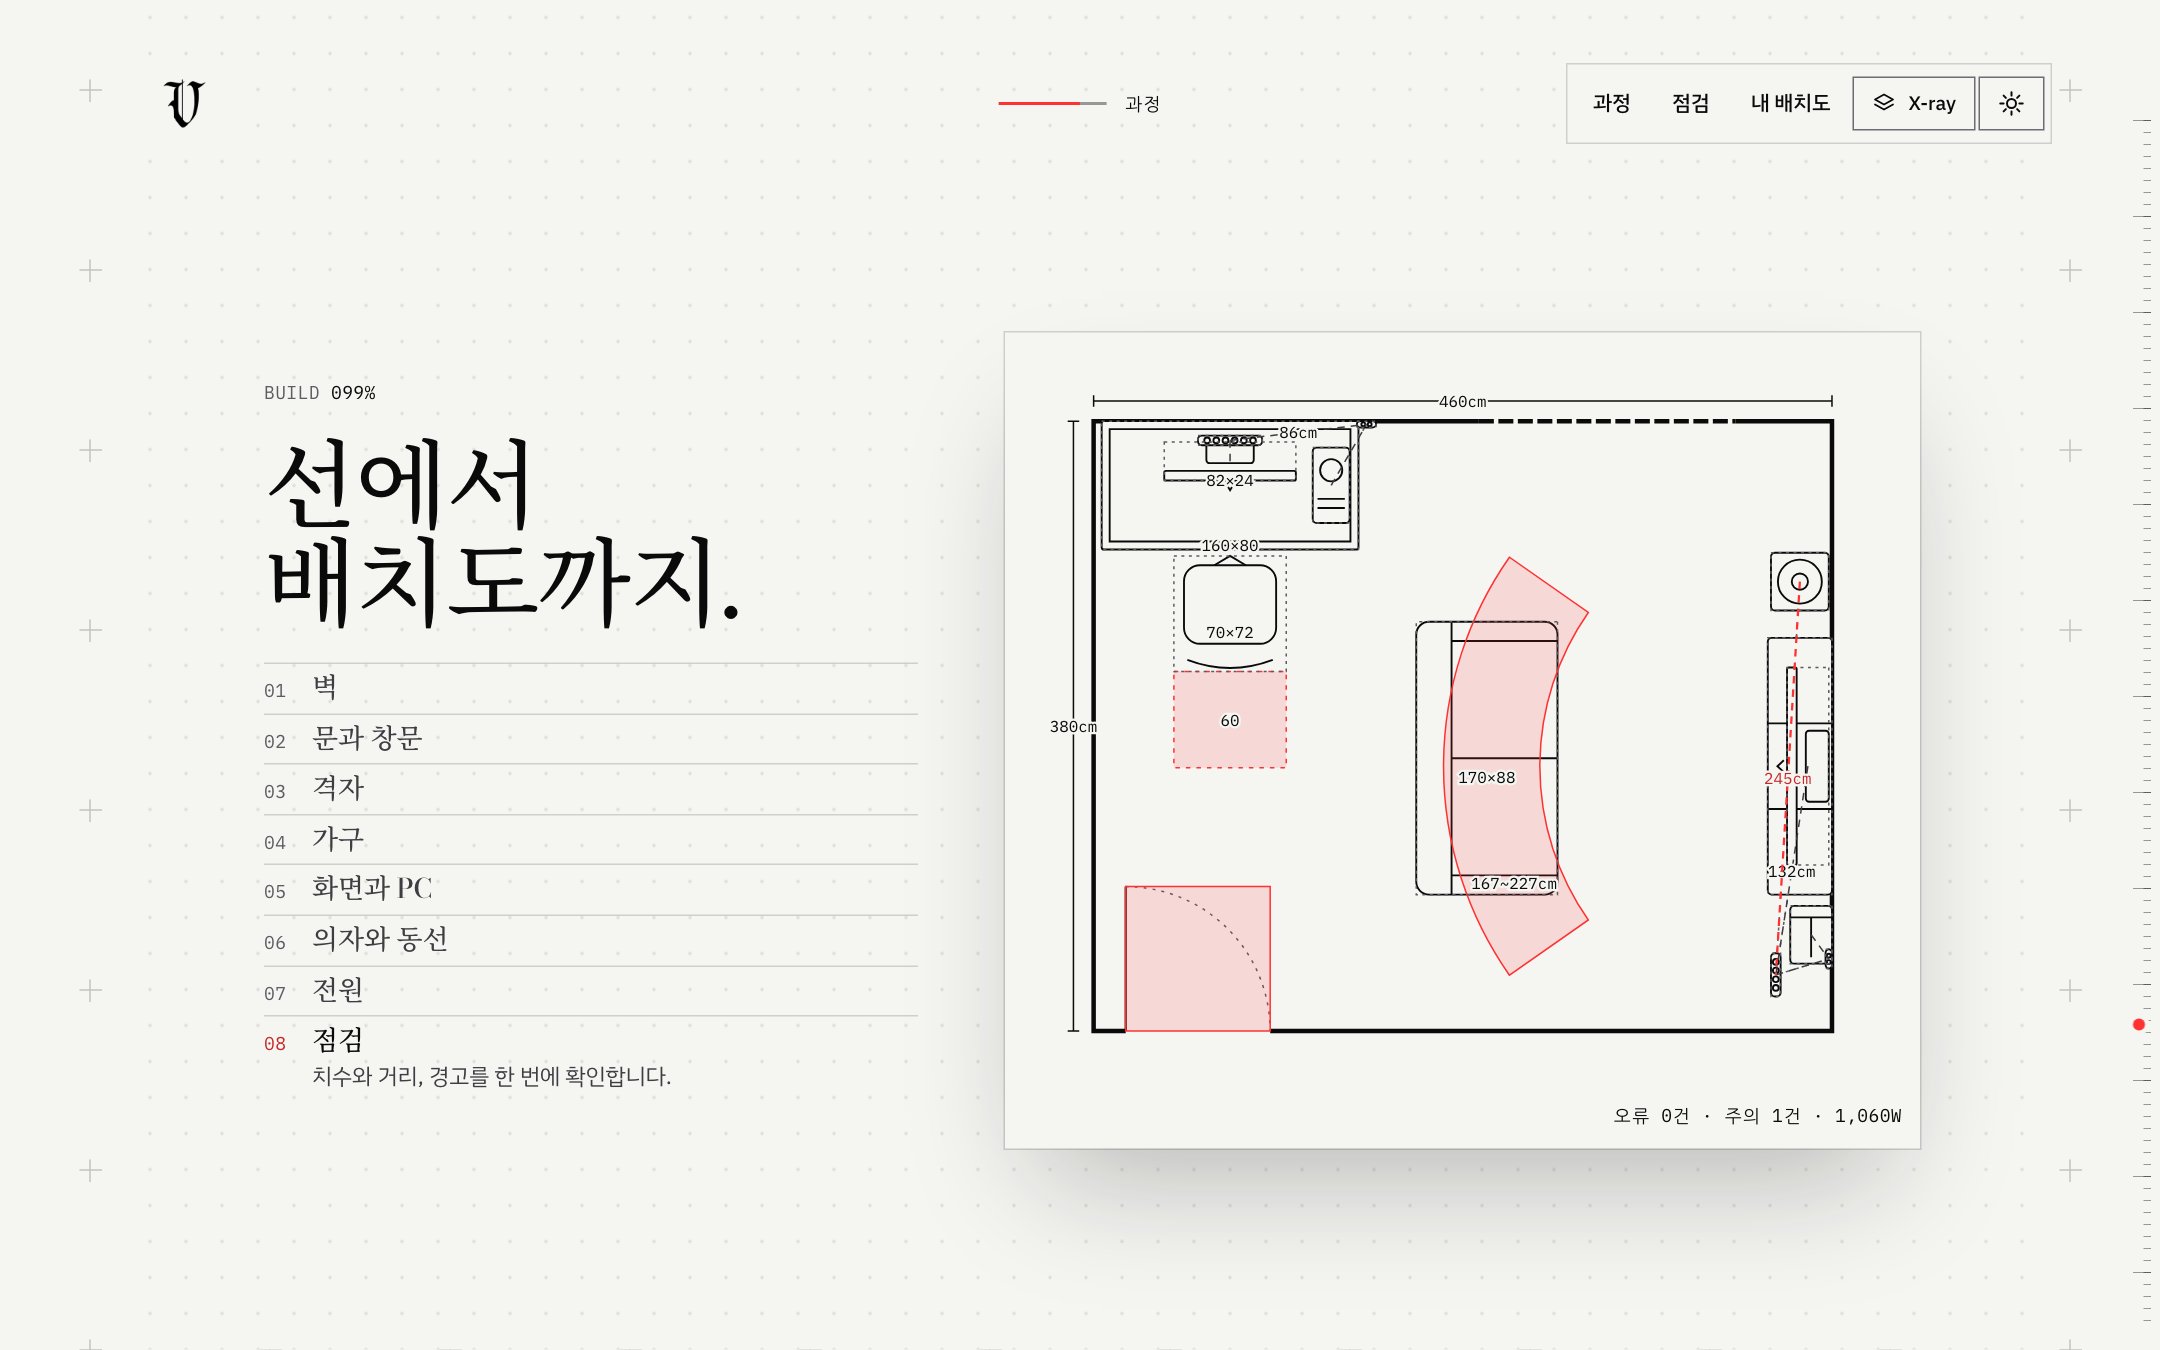 V
과정
과정 점검 내 배치도 X-ray
BUILD 099%
선에서
배치도까지.
01 벽
02 문과 창문
03 격자
04 가구
05 화면과 PC
06 의자와 동선
07 전원
08 점검
치수와 거리, 경고를 한 번에 확인합니다.
460cm
86cm
82×24
160×80
70×72
60
380cm
170×88
245cm
132cm
167~227cm
오류 0건 · 주의 1건 · 1,060W